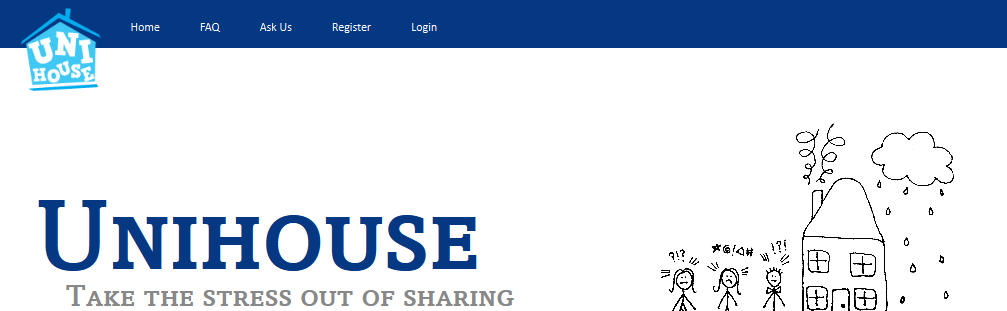 UNI
HOUSE
Home FAQ Ask Us Register Login
UNIHOUSE
TAKE THE STRESS OUT OF SHARING
?!?
*@!◁#
!?!